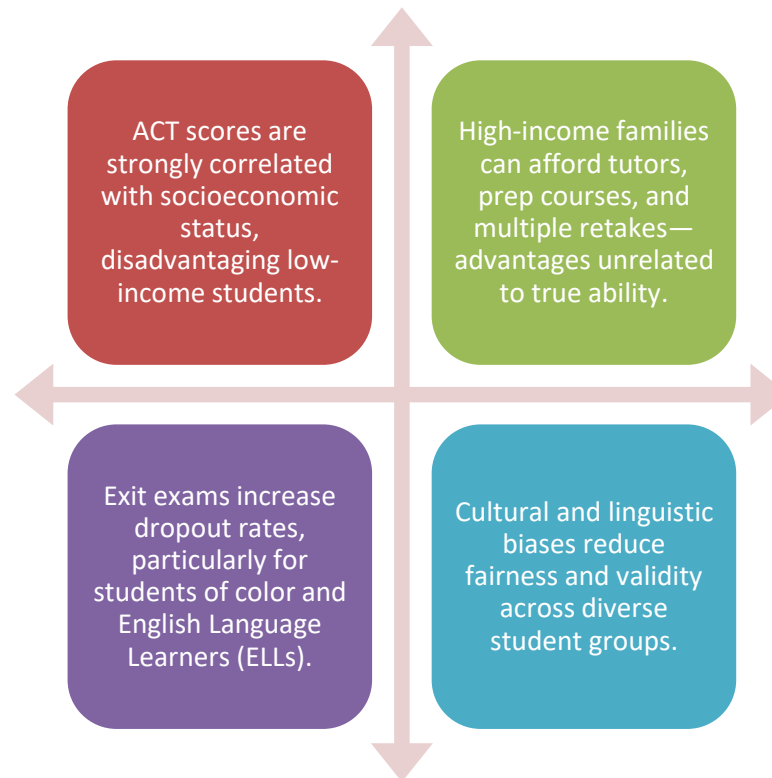 ACT scores are
strongly correlated
with socioeconomic
status,
disadvantaging low-
income students.
High-income families
can afford tutors,
prep courses, and
multiple retakes—
advantages unrelated
to true ability.
Exit exams increase
dropout rates,
particularly for
students of color and
English Language
Learners (ELLs).
Cultural and linguistic
biases reduce
fairness and validity
across diverse
student groups.